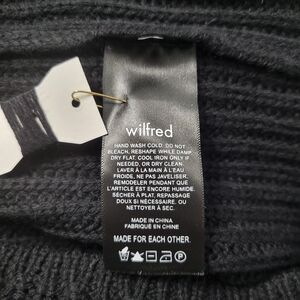 wilfred
HAND WASH COLD. DO NOT
BLEACH. RESHAPE WHILE DAMP.
DRY FLAT. COOL IRON ONLY IF
NEEDED, OR DRY CLEAN.
LAVER À LA MAIN À L'EAU
FROIDE. NE PAS JAVELISER.
REMODELER PENDANT QUE
L'ARTICLE EST ENCORE HUMIDE.
SÉCHER À PLAT. REPASSAGE
DOUX SI NÉCESSAIRE, OU
NETTOYER À SEC.
MADE IN CHINA
FABRIQUÉ EN CHINE
MADE FOR EACH OTHER.